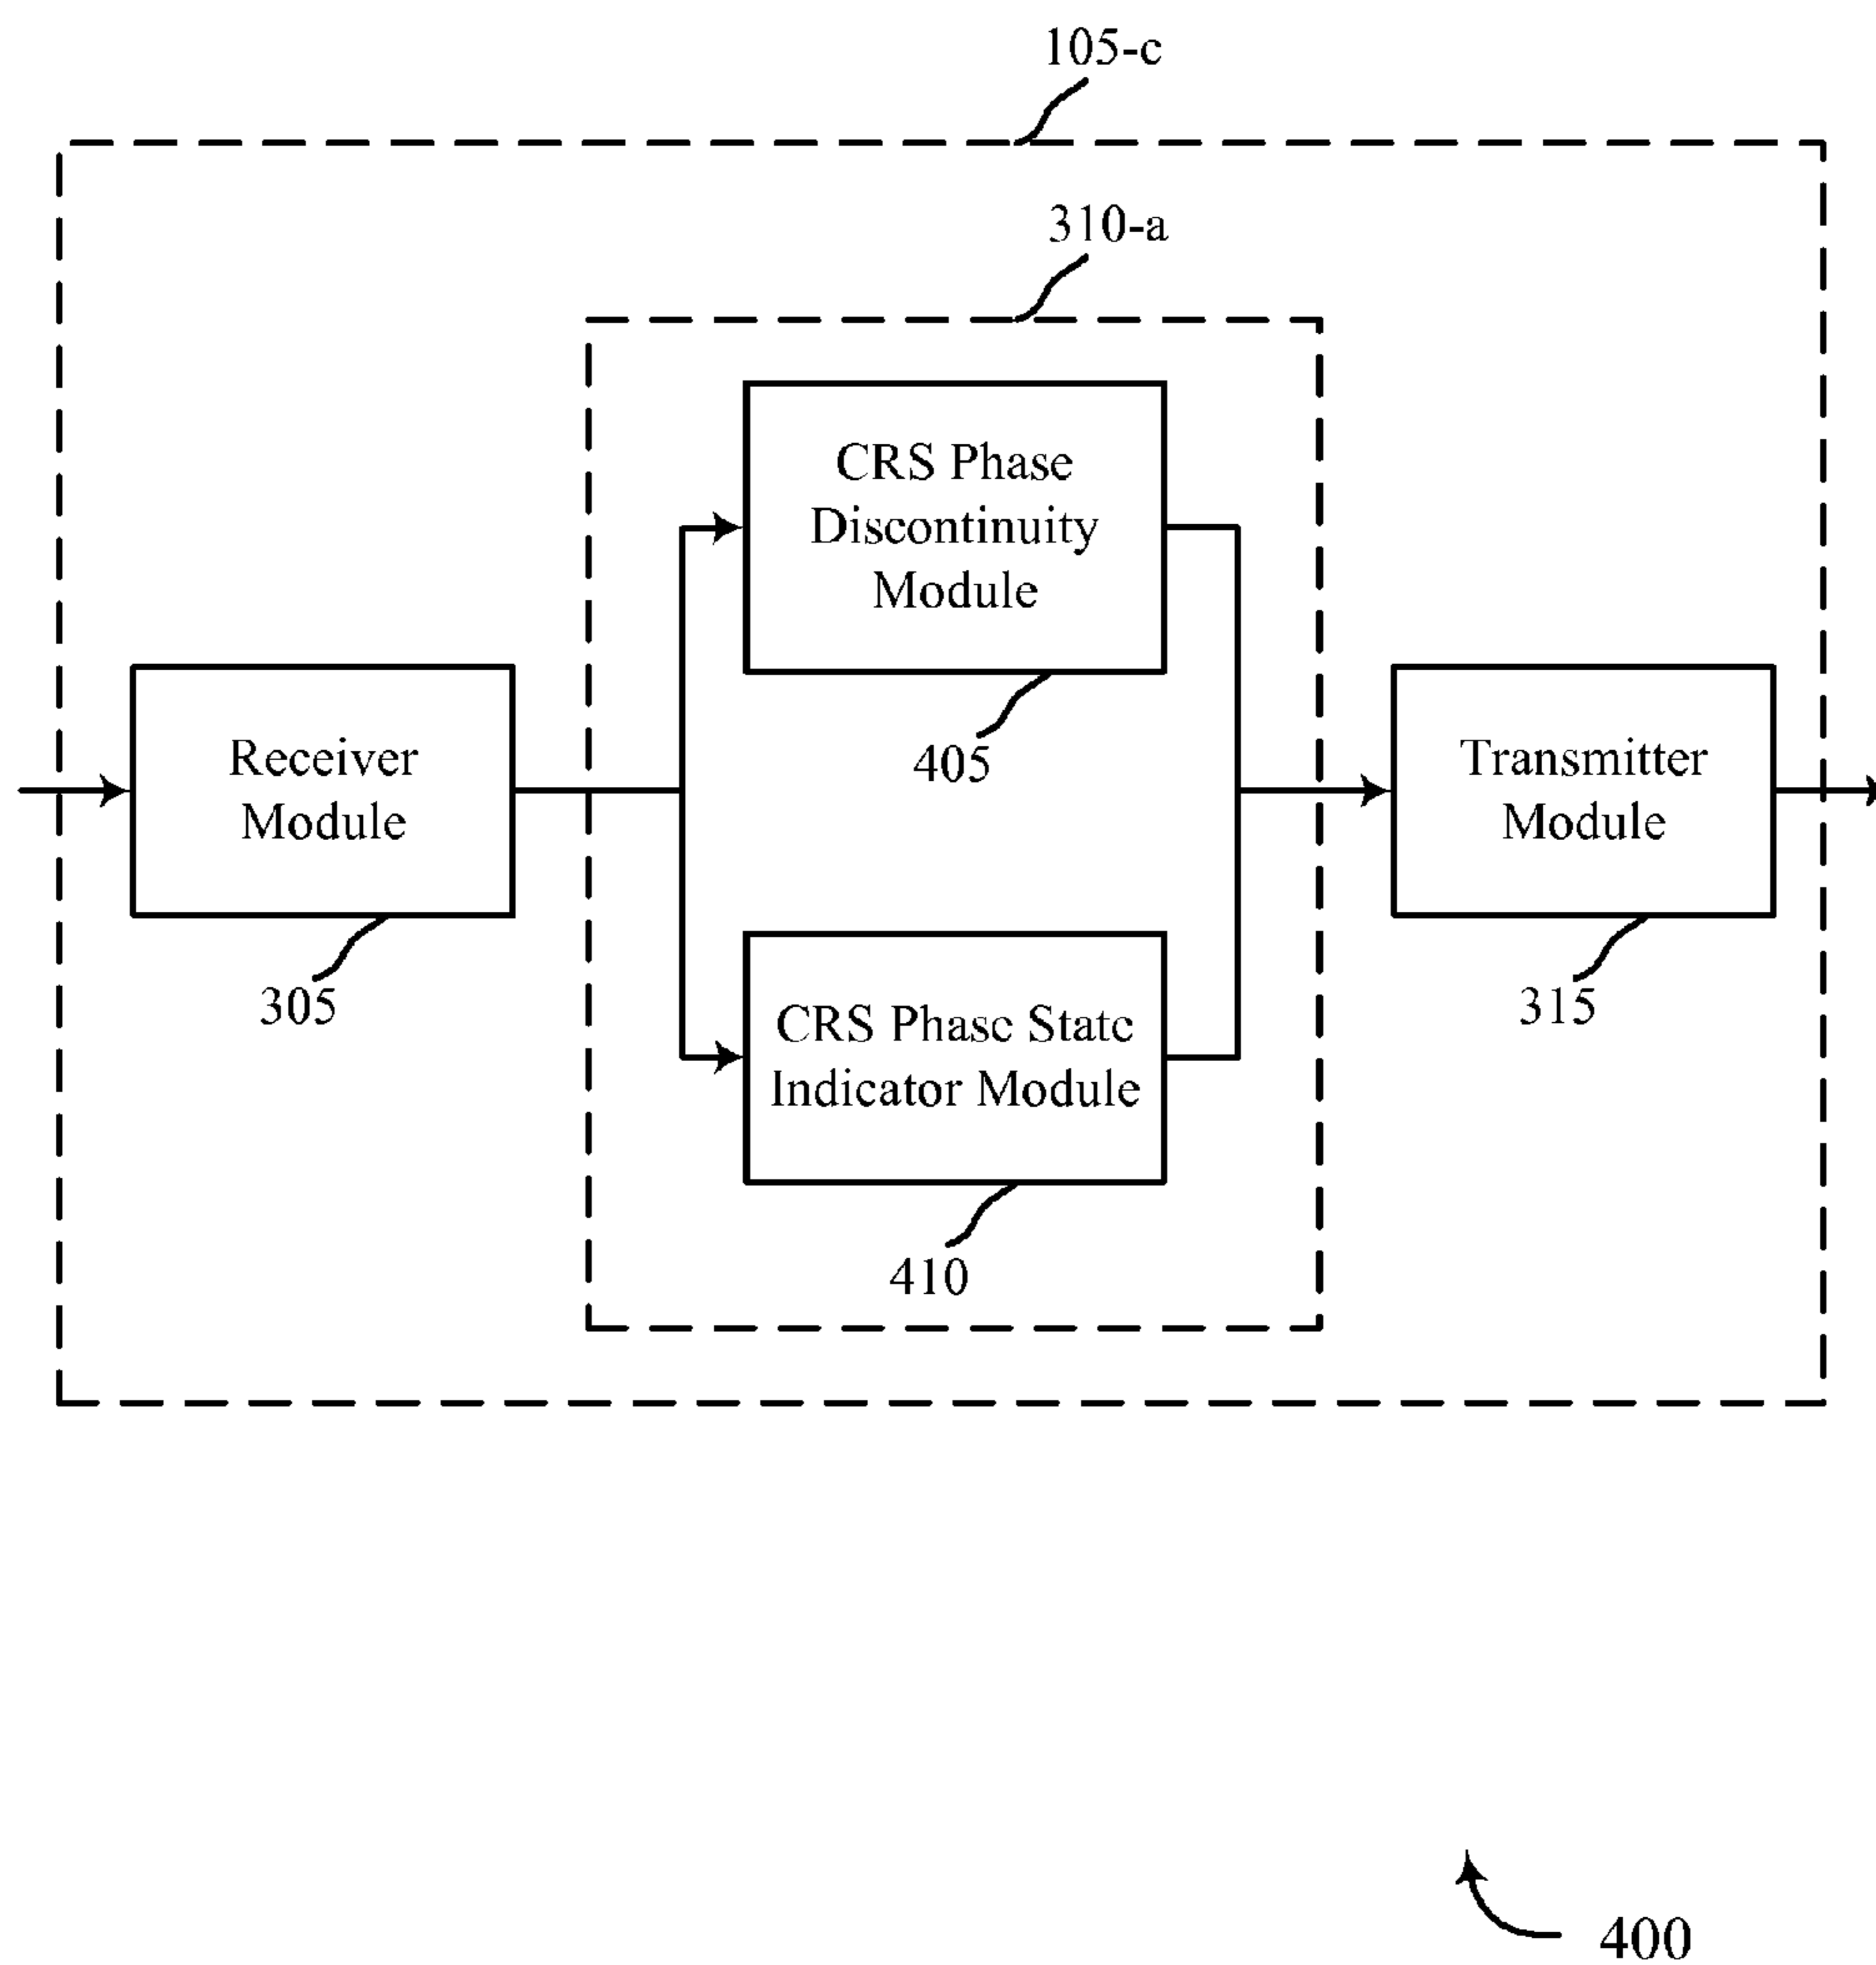 105-c
310-a
CRS Phase
Discontinuity
Module
405
Receiver
Module
305
Transmitter
Module
315
CRS Phase State
Indicator Module
410
400